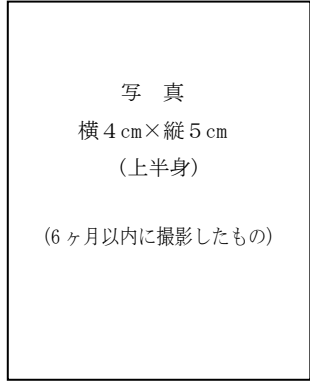 写　真
横４cm×縦５cm
（上半身）
（6 ヶ月以内に撮影したもの）